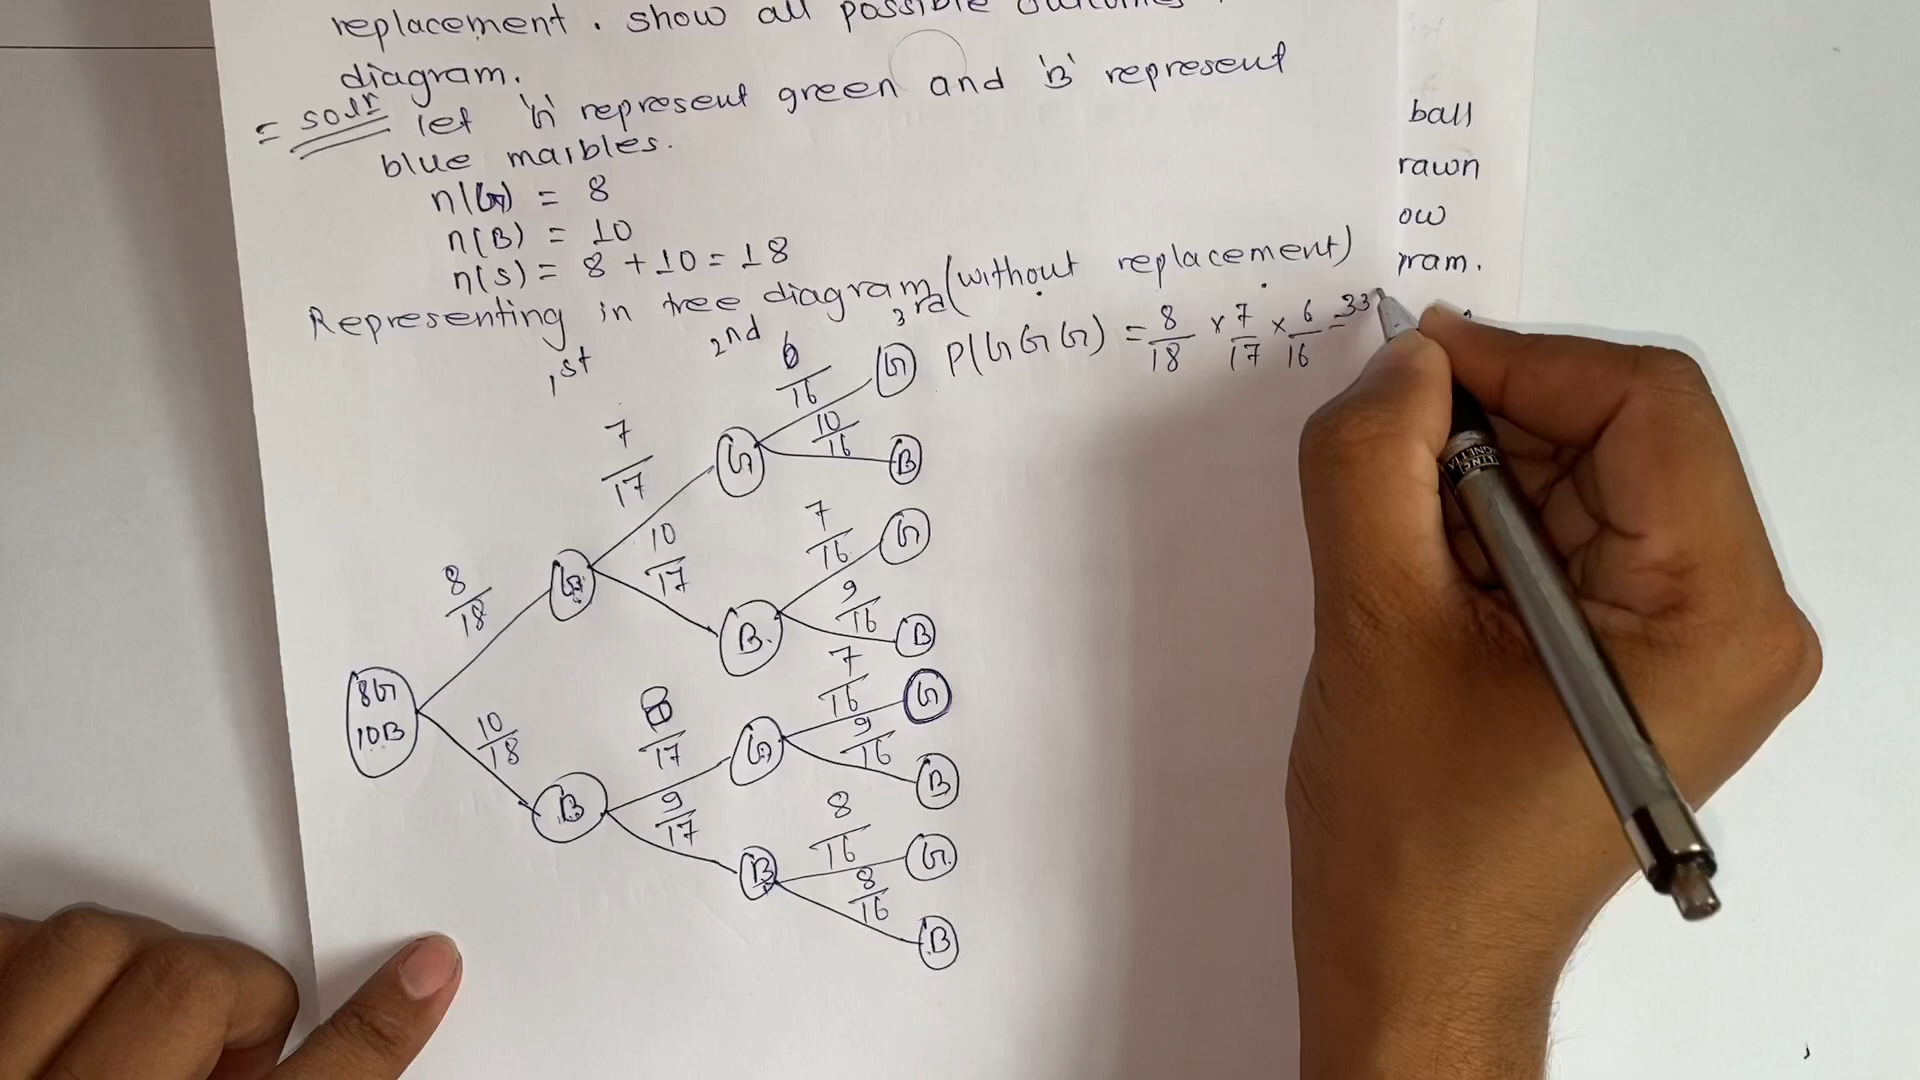 replacement. show all possible outcomes
diagram.
= soln let 'G' represent green and 'B' represent
blue marbles.
n(G) = 8
n(B) = 10
n(S) = 8 + 10 = 18
Representing in tree diagram (without replacement)
1st 2nd 3rd
P(GGG) = 8/18 × 7/17 × 6/16 = 33
6/16 G
10/16 B
7/17 G
7/16 G
10/17 B
9/16 B
8/18 G
8G
10B
10/18 B
8/17 G
7/16 G
9/16 B
9/17 B
8/16 G
8/16 B
ball
rawn
ow
ram.